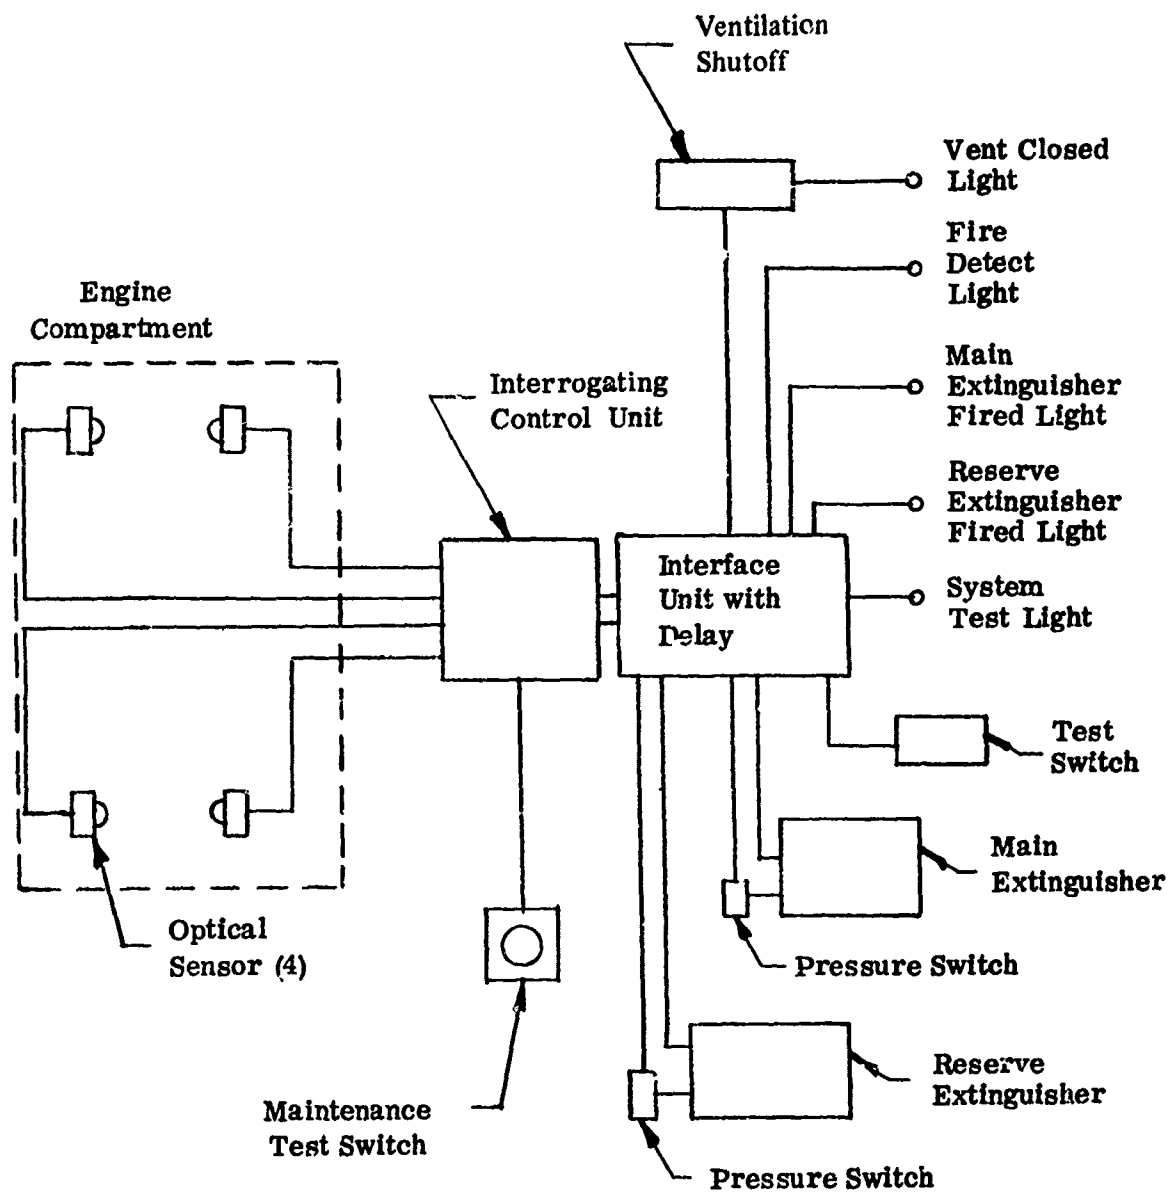 Ventilation
Shutoff
Vent Closed
Light
Fire
Detect
Light
Engine
Compartment
Main
Extinguisher
Fired Light
Interrogating
Control Unit
Reserve
Extinguisher
Fired Light
Interface
Unit with
Delay
System
Test Light
Test
Switch
Main
Extinguisher
Optical
Sensor (4)
Pressure Switch
Reserve
Extinguisher
Maintenance
Test Switch
Pressure Switch